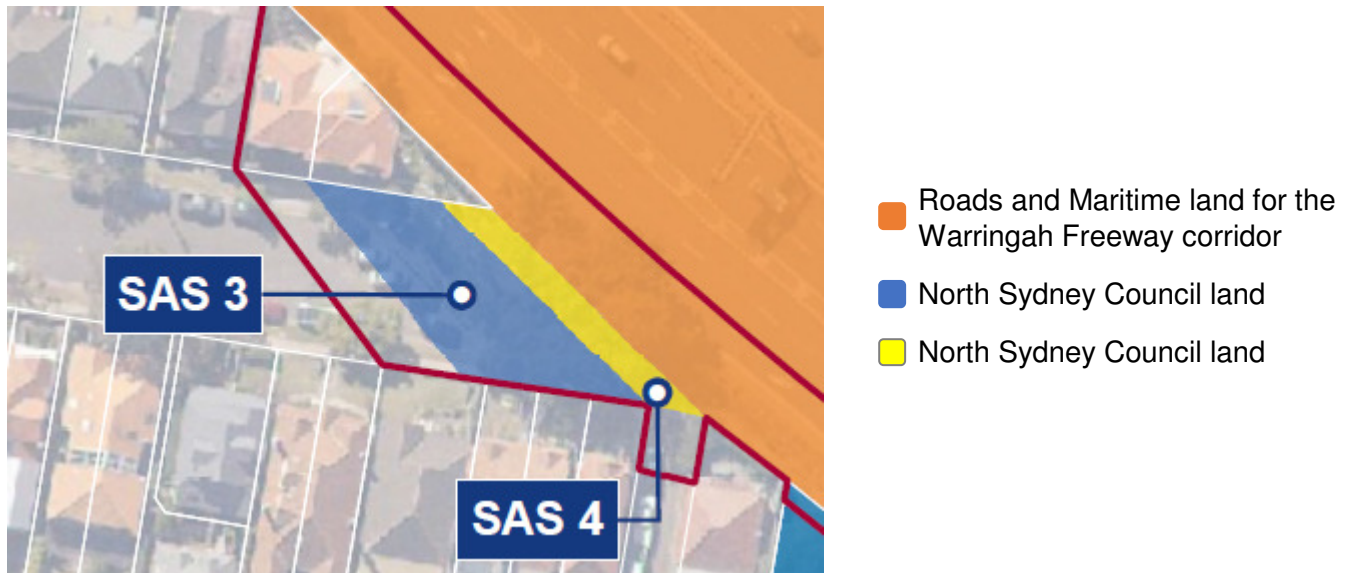 SAS 3
SAS 4
Roads and Maritime land for the
Warringah Freeway corridor
North Sydney Council land
North Sydney Council land